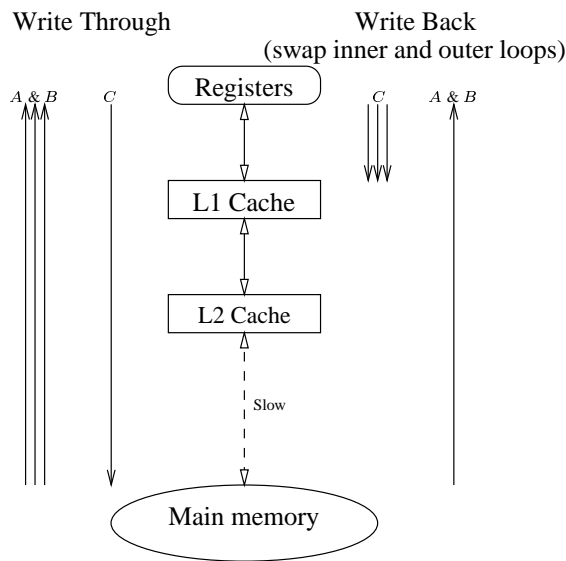 Write Through
Write Back
(swap inner and outer loops)
A & B
C
Registers
C
A & B
L1 Cache
L2 Cache
Slow
Main memory